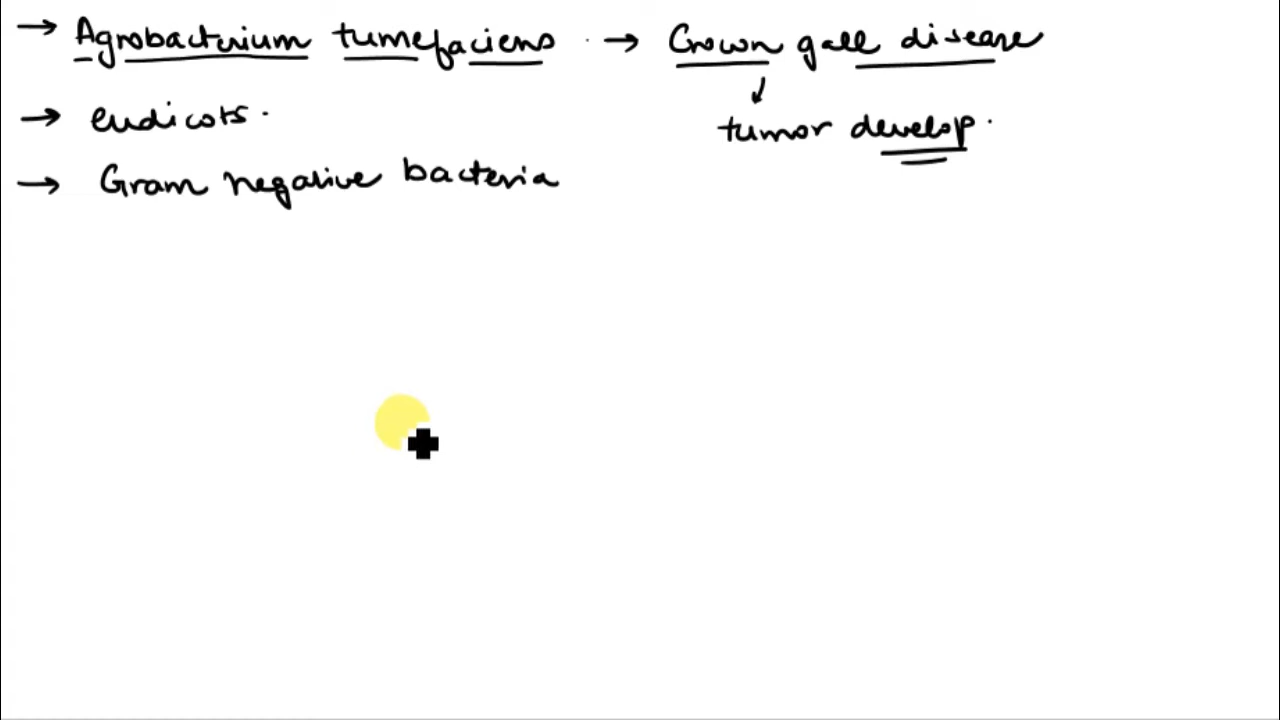 → Agrobacterium tumefaciens → Crown gall disease
↓
tumor develop.
→ eudicots.
→ Gram negative bacteria